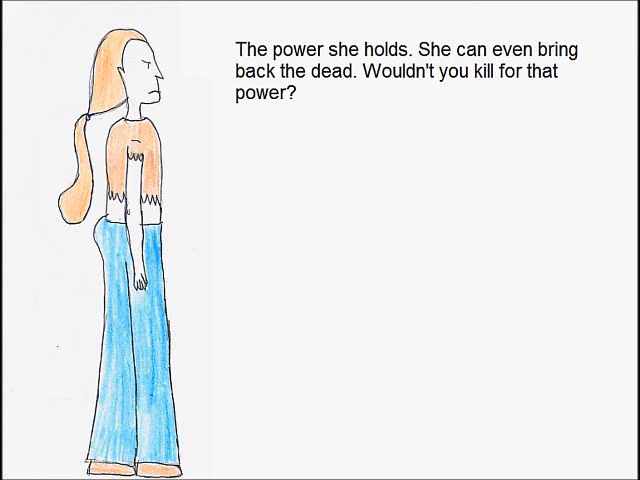 The power she holds. She can even bring
back the dead. Wouldn't you kill for that
power?